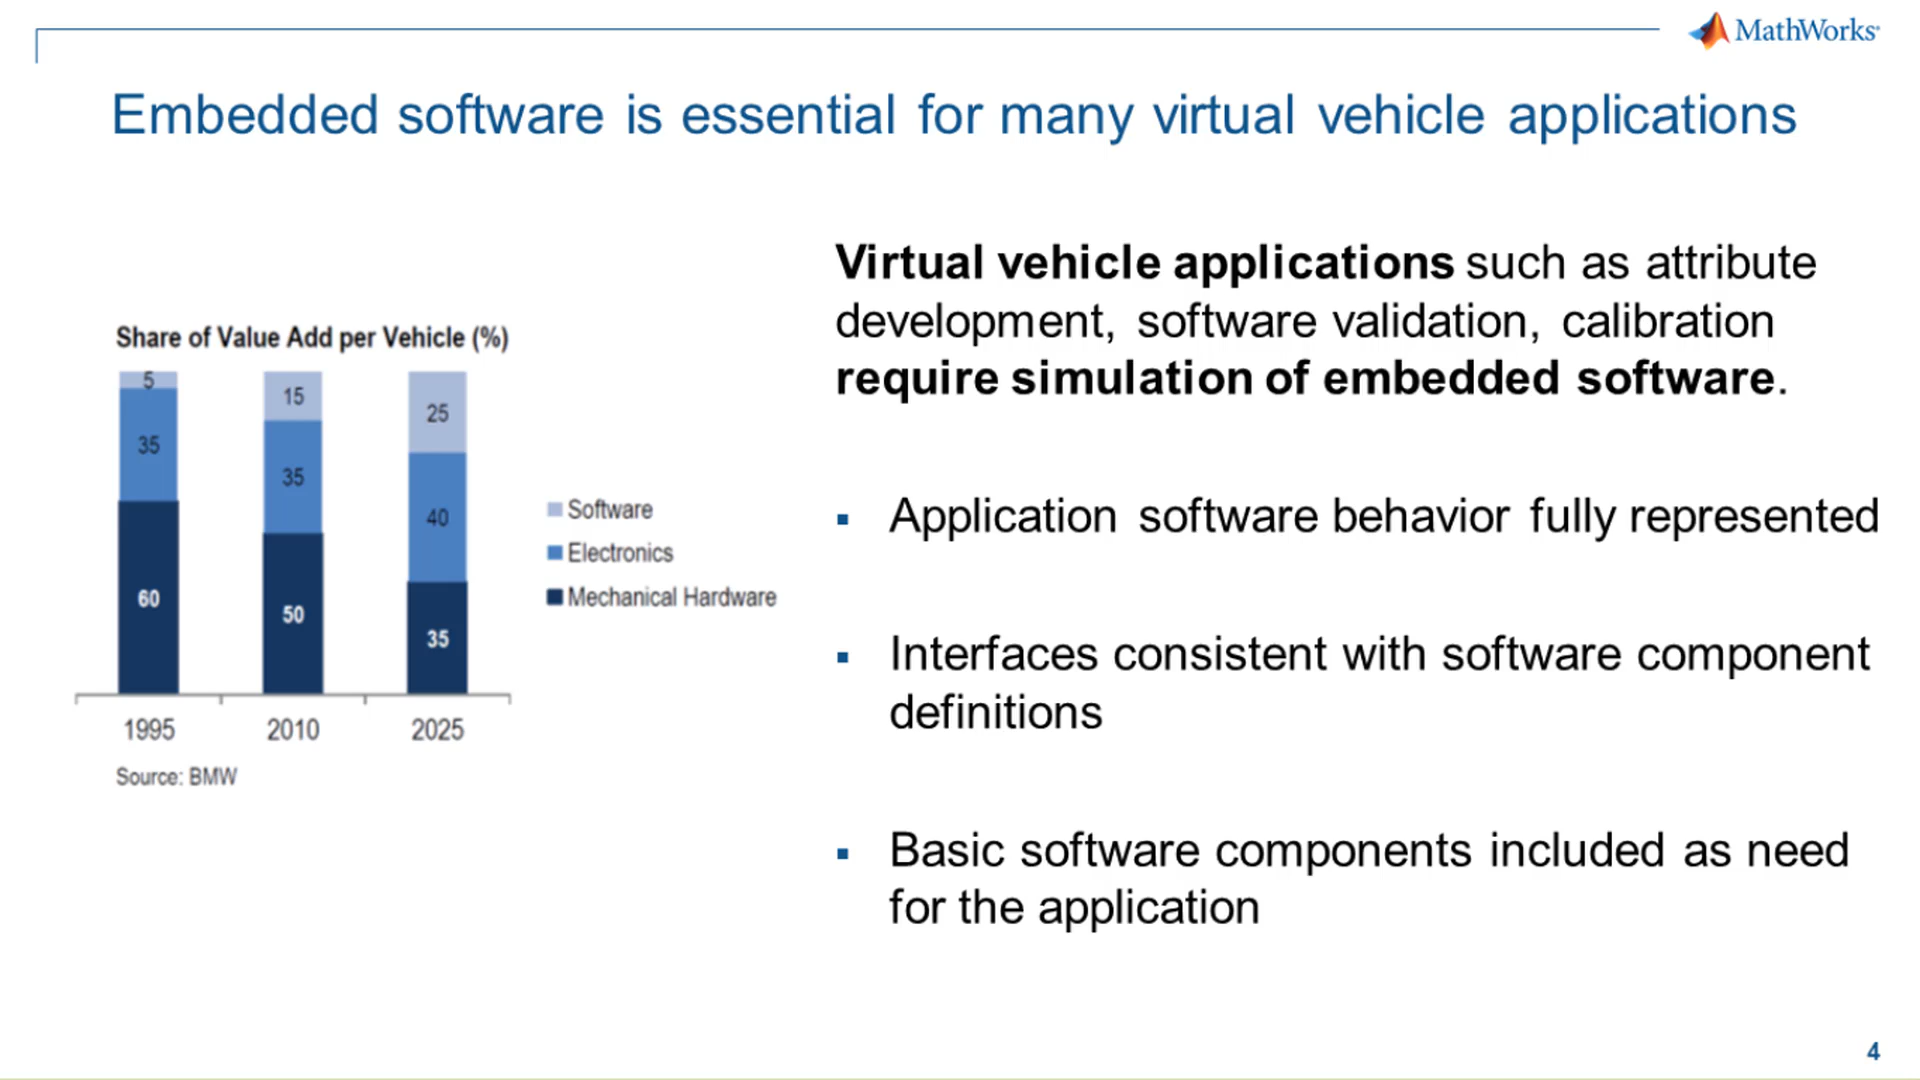 MathWorks®
Embedded software is essential for many virtual vehicle applications
Share of Value Add per Vehicle (%)
5
15
25
35
35
40
60
50
35
1995
2010
2025
Software
Electronics
Mechanical Hardware
Source: BMW
Virtual vehicle applications such as attribute
development, software validation, calibration
require simulation of embedded software.
▪ Application software behavior fully represented
▪ Interfaces consistent with software component
definitions
▪ Basic software components included as need
for the application
4